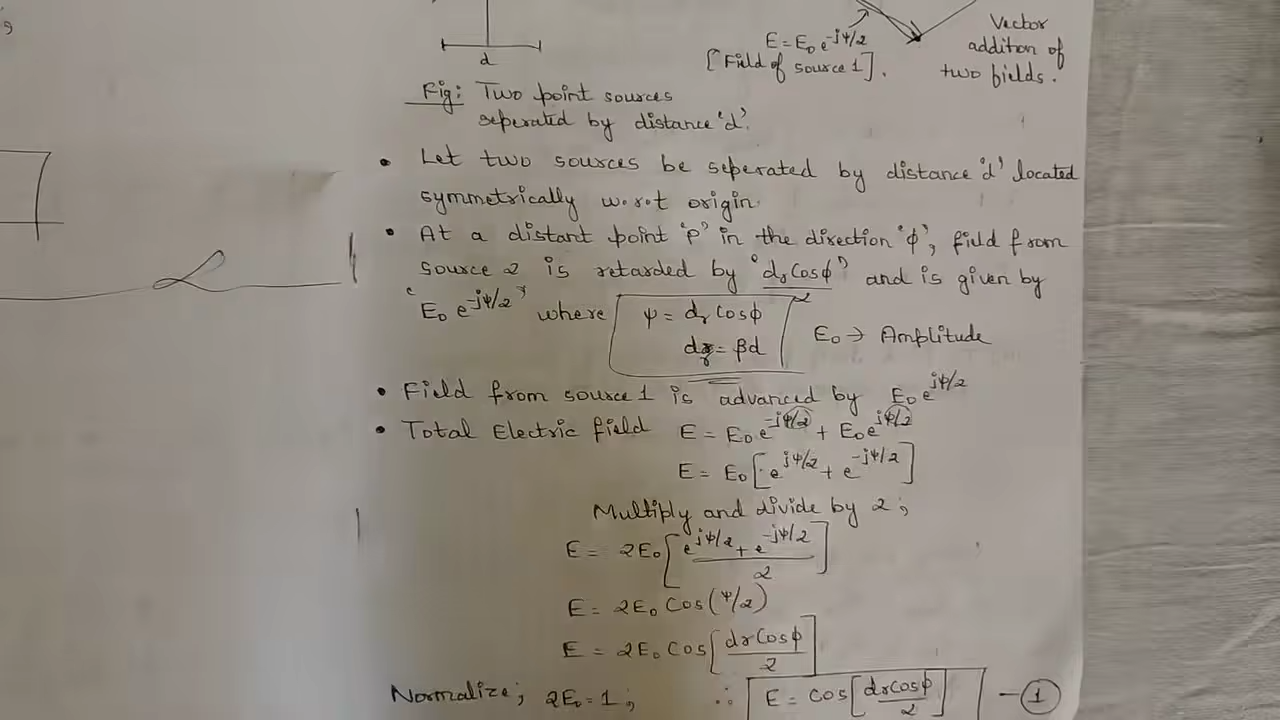 d
E = E₀ e^-jψ/2
[Field of source 1].
Vector
addition of
two fields.
Fig: Two point sources
seperated by distance 'd'.
• Let two sources be seperated by distance 'd' located
symmetrically w.r.t origin.
• At a distant point 'P' in the direction 'ϕ', field from
source 2 is retarded by 'dr Cosϕ' and is given by
2
'E₀ e^-jψ/2' where ψ = dr Cosϕ
dr = βd
E₀ → Amplitude
• Field from source 1 is advanced by E₀ e^jψ/2
• Total Electric field E = E₀ e^-jψ/2 + E₀ e^jψ/2
E = E₀ [e^jψ/2 + e^-jψ/2]
Multiply and divide by 2;
E = 2E₀ [(e^jψ/2 + e^-jψ/2)/2]
E = 2E₀ Cos(ψ/2)
E = 2E₀ Cos[dr Cosϕ/2]
Normalize; 2E₀ = 1; ∴ E = cos[dr cosϕ/2] — 1